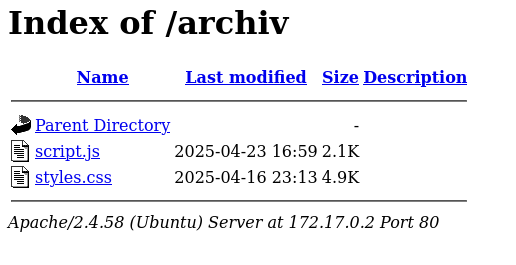 Index of /archiv
Name Last modified Size Description
Parent Directory -
script.js 2025-04-23 16:59 2.1K
styles.css 2025-04-16 23:13 4.9K
Apache/2.4.58 (Ubuntu) Server at 172.17.0.2 Port 80